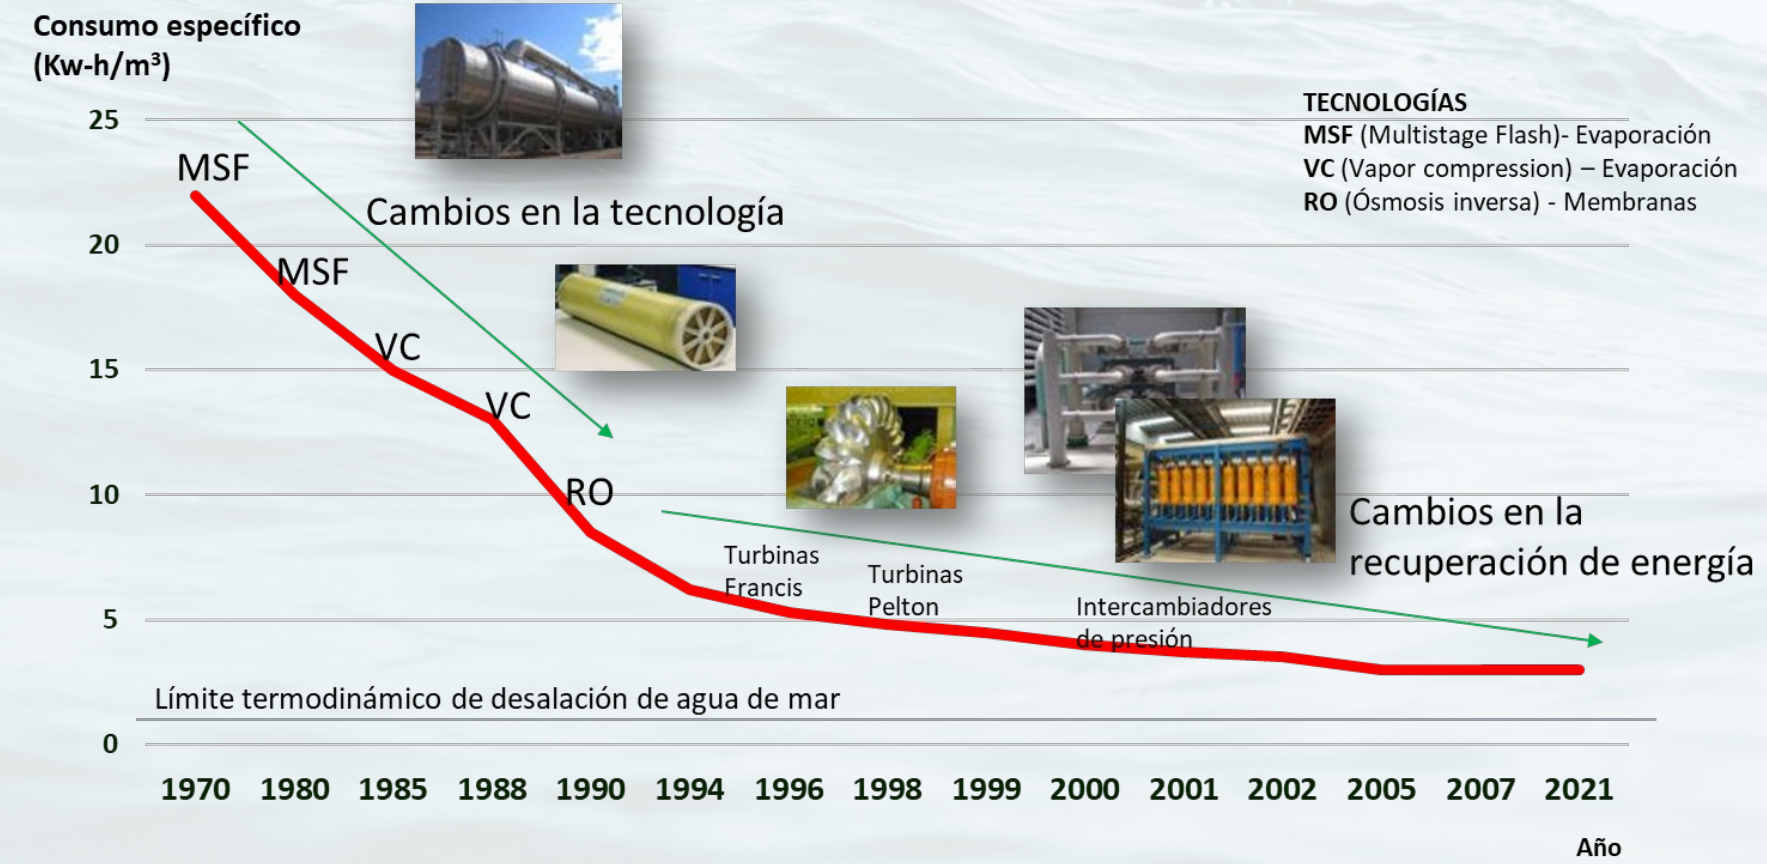 Consumo específico
(Kw-h/m³)
25
20
15
10
5
0
MSF
MSF
VC
VC
RO
Cambios en la tecnología
TECNOLOGÍAS
MSF (Multistage Flash)- Evaporación
VC (Vapor compression) – Evaporación
RO (Ósmosis inversa) - Membranas
Turbinas
Francis
Turbinas
Pelton
Intercambiadores
de presión
Cambios en la
recuperación de energía
Límite termodinámico de desalación de agua de mar
1970 1980 1985 1988 1990 1994 1996 1998 1999 2000 2001 2002 2005 2007 2021
Año